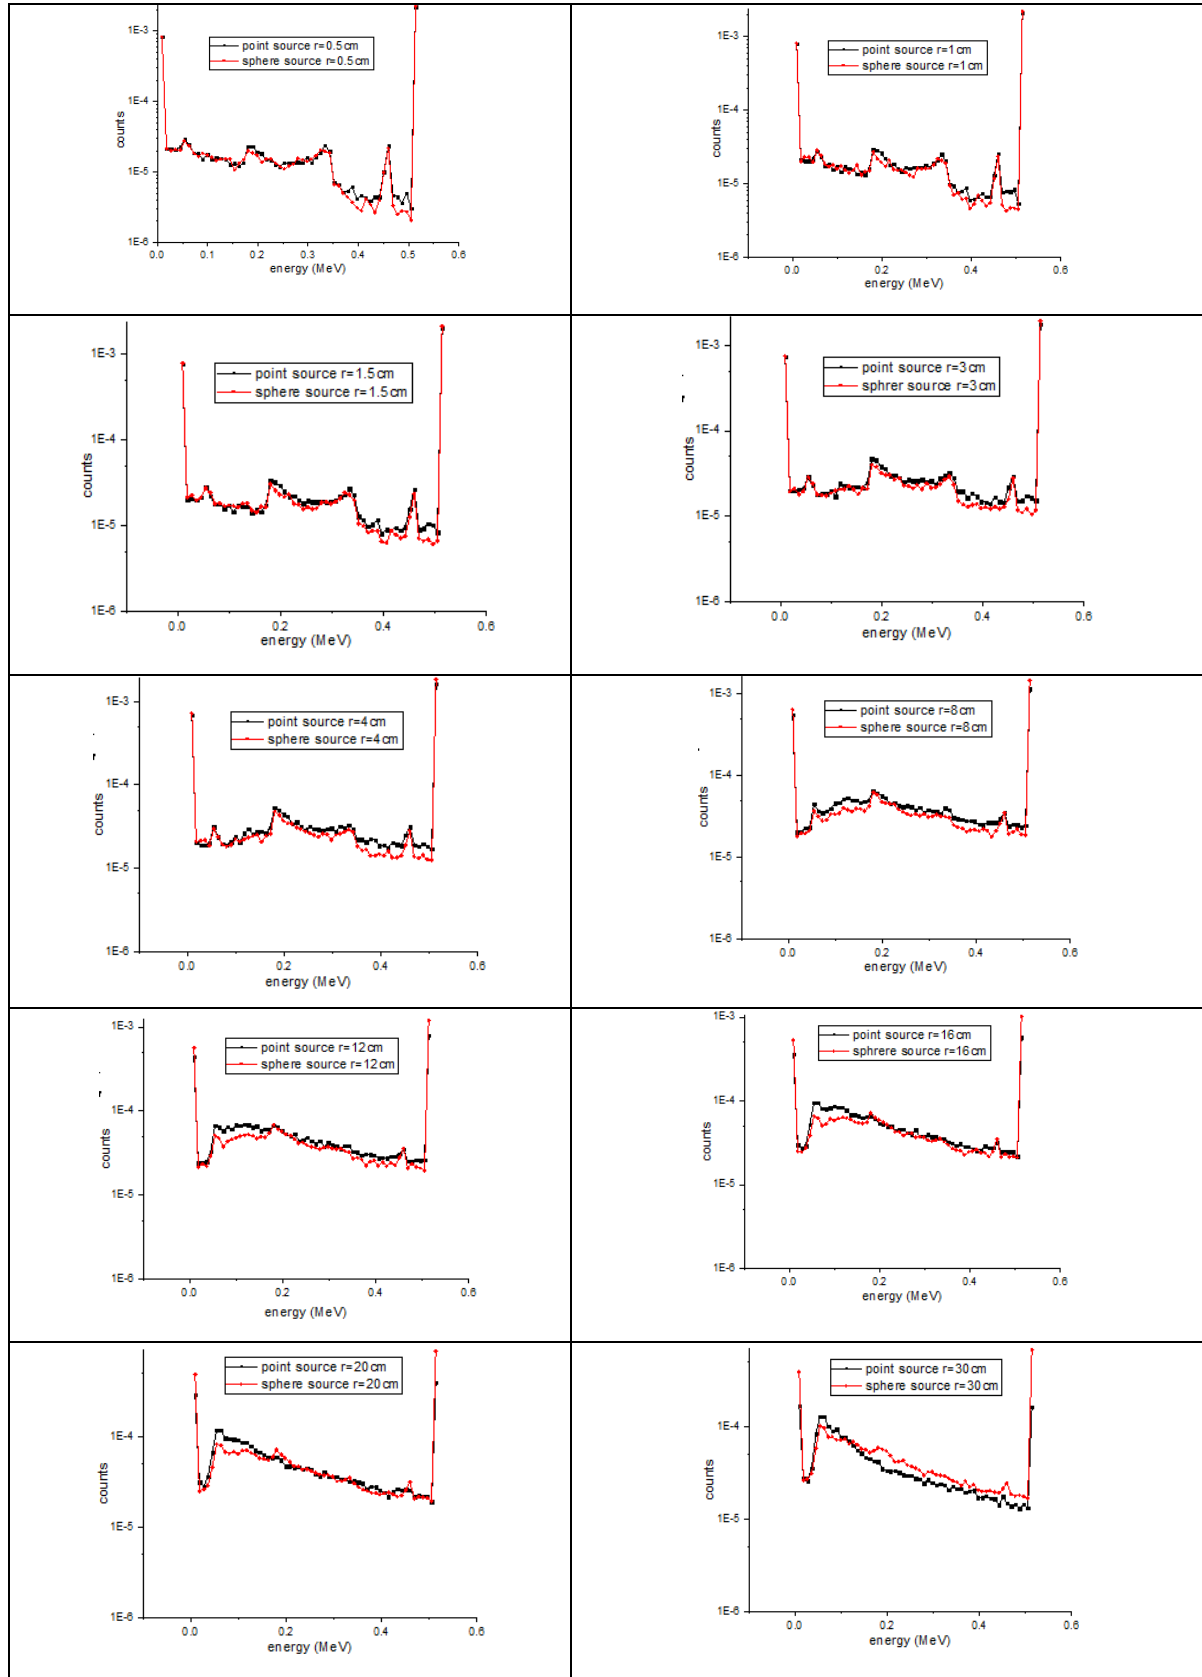 1E-3
point source r=0.5cm
sphere source r=0.5cm
1E-4
counts
1E-5
1E-6
0.0 0.1 0.2 0.3 0.4 0.5 0.6
energy (MeV)
1E-3
point source r=1cm
sphere source r=1cm
1E-4
counts
1E-5
1E-6
0.0 0.2 0.4 0.6
energy (MeV)
1E-3
point source r=1.5cm
sphere source r=1.5cm
1E-4
counts
1E-5
1E-6
0.0 0.2 0.4 0.6
energy (MeV)
1E-3
point source r=3cm
sphrer source r=3cm
1E-4
counts
1E-5
1E-6
0.0 0.2 0.4 0.6
energy (MeV)
1E-3
point source r=4cm
sphere source r=4cm
1E-4
counts
1E-5
1E-6
0.0 0.2 0.4 0.6
energy (MeV)
1E-3
point source r=8cm
sphere source r=8cm
1E-4
counts
1E-5
1E-6
0.0 0.2 0.4 0.6
energy (MeV)
1E-3
point source r=12cm
sphere source r=12cm
1E-4
counts
1E-5
1E-6
0.0 0.2 0.4 0.6
energy (MeV)
1E-3
point source r=16cm
sphrere source r=16cm
1E-4
counts
1E-5
1E-6
0.0 0.2 0.4 0.6
energy (MeV)
point source r=20cm
sphere source r=20cm
1E-4
counts
1E-5
1E-6
0.0 0.2 0.4 0.6
energy (MeV)
point source r=30cm
sphere source r=30cm
1E-4
counts
1E-5
1E-6
0.0 0.2 0.4 0.6
energy (MeV)